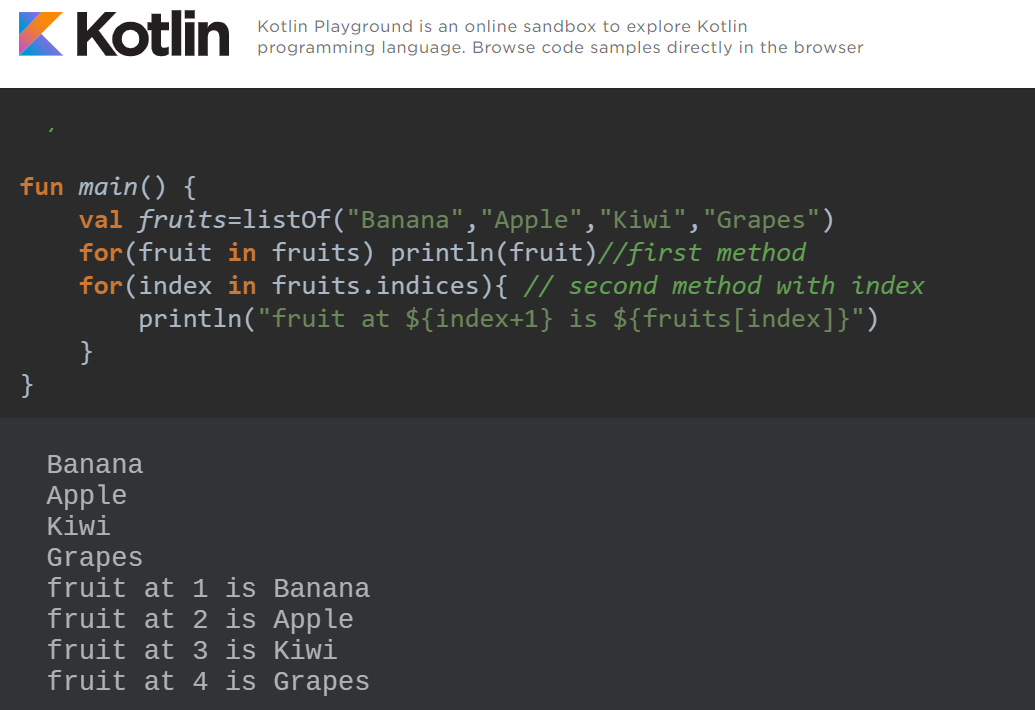 Kotlin
Kotlin Playground is an online sandbox to explore Kotlin
programming language. Browse code samples directly in the browser
fun main() {
    val fruits=listOf("Banana","Apple","Kiwi","Grapes")
    for(fruit in fruits) println(fruit)//first method
    for(index in fruits.indices){ // second method with index
        println("fruit at ${index+1} is ${fruits[index]}")
    }
}
Banana
Apple
Kiwi
Grapes
fruit at 1 is Banana
fruit at 2 is Apple
fruit at 3 is Kiwi
fruit at 4 is Grapes